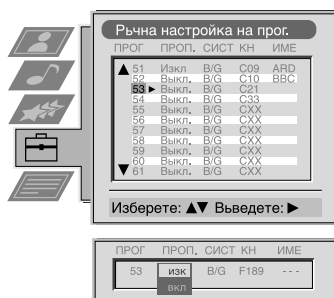 Ръчна настройка на прог.
ПРОГ ПРОП. СИСТ КН ИМЕ
51 Изкл B/G C09 ARD
52 Выкл. B/G C10 BBC
53 Выкл. B/G C21
54 Выкл. B/G C33
55 Выкл. B/G CXX
56 Выкл. B/G CXX
57 Выкл. B/G CXX
58 Выкл. B/G CXX
59 Выкл. B/G CXX
60 Выкл. B/G CXX
61 Выкл. B/G CXX
Изберете: ▲▼ Выведете: ►
ПРОГ ПРОП. СИСТ КН ИМЕ
53 изк B/G F189 ---
вкл